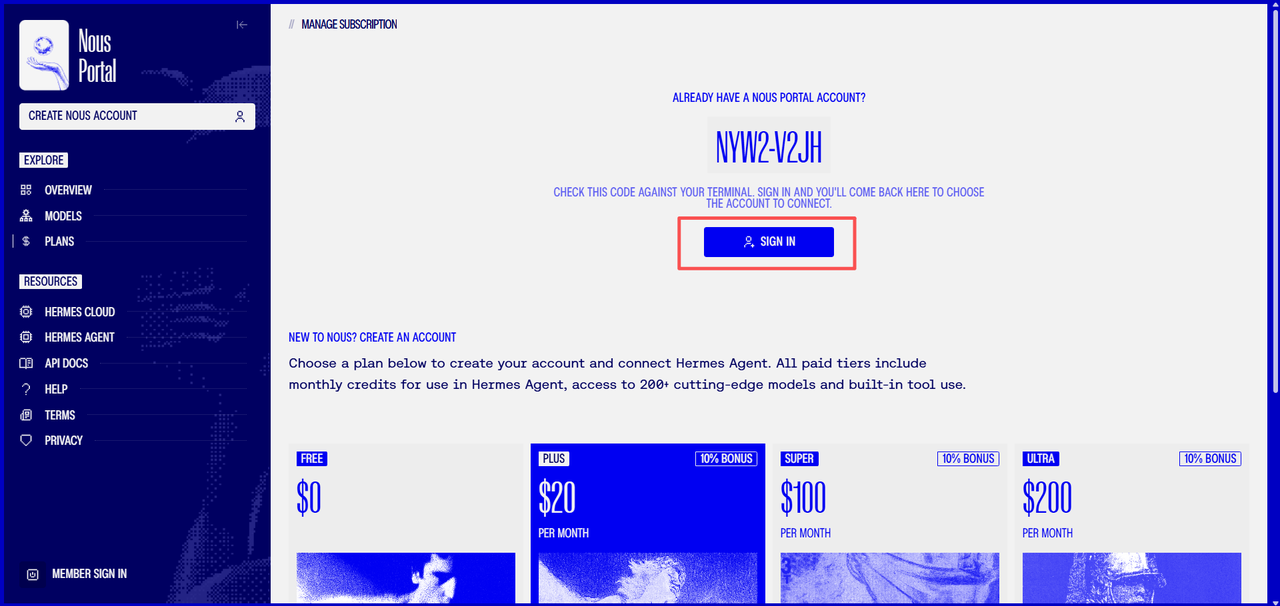 Nous
Portal
CREATE NOUS ACCOUNT
EXPLORE
OVERVIEW
MODELS
PLANS
RESOURCES
HERMES CLOUD
HERMES AGENT
API DOCS
HELP
TERMS
PRIVACY
MEMBER SIGN IN
// MANAGE SUBSCRIPTION
ALREADY HAVE A NOUS PORTAL ACCOUNT?
NYW2-V2JH
CHECK THIS CODE AGAINST YOUR TERMINAL. SIGN IN AND YOU'LL COME BACK HERE TO CHOOSE
THE ACCOUNT TO CONNECT.
SIGN IN
NEW TO NOUS? CREATE AN ACCOUNT
Choose a plan below to create your account and connect Hermes Agent. All paid tiers include
monthly credits for use in Hermes Agent, access to 200+ cutting-edge models and built-in tool use.
FREE
$0
PLUS
10% BONUS
$20
PER MONTH
SUPER
10% BONUS
$100
PER MONTH
ULTRA
10% BONUS
$200
PER MONTH